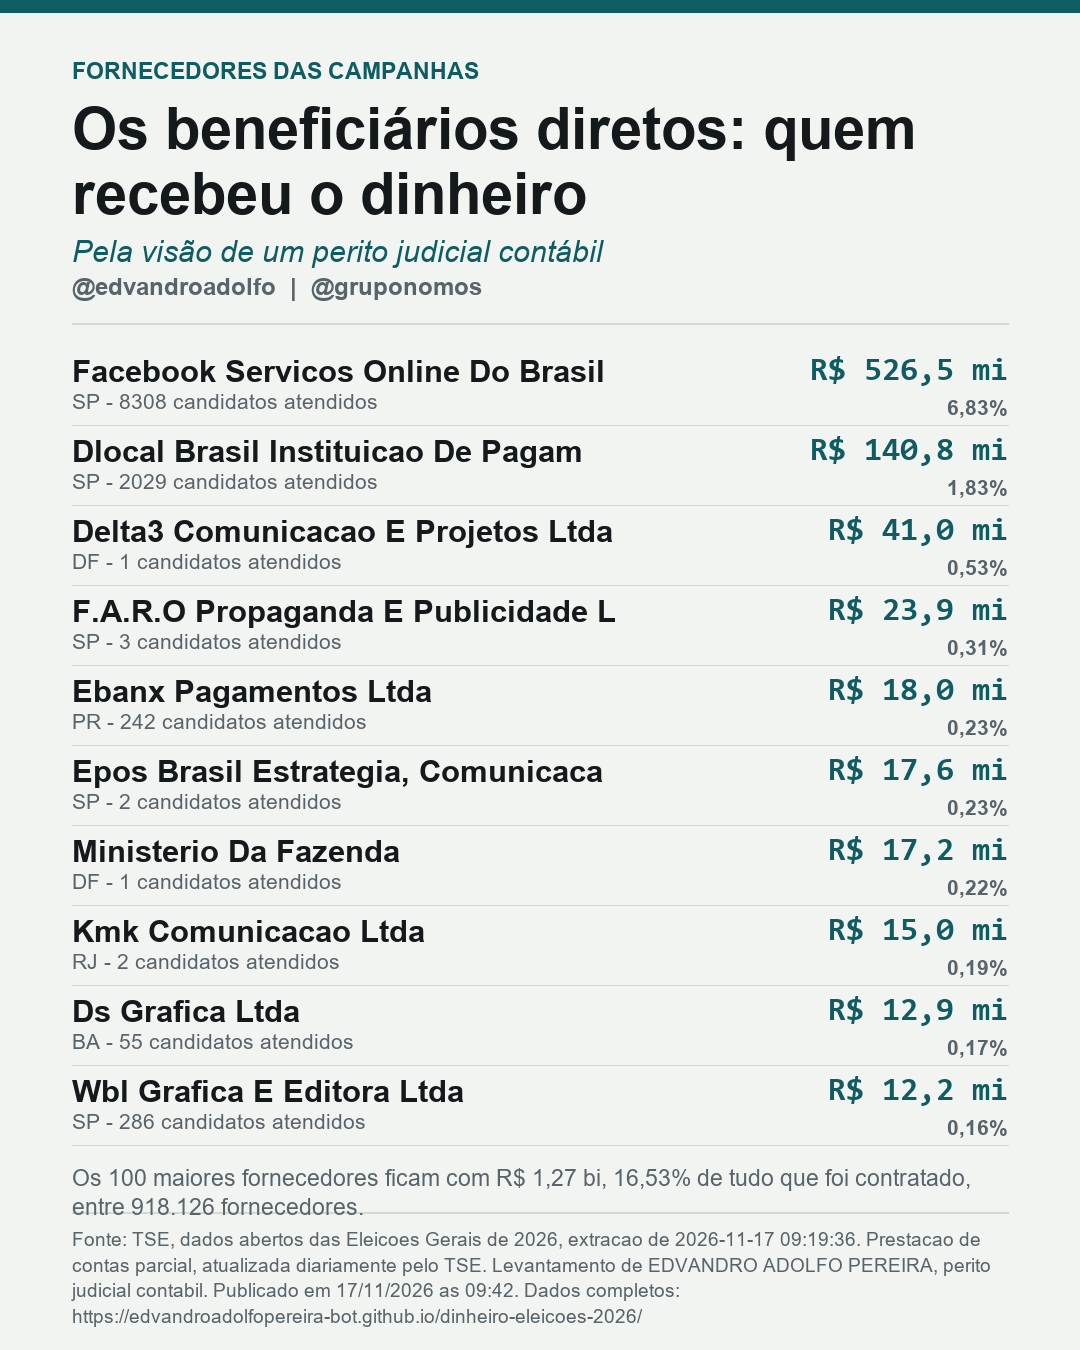 FORNECEDORES DAS CAMPANHAS
Os beneficiários diretos: quem
recebeu o dinheiro
Pela visão de um perito judicial contábil
@edvandroadolfo | @gruponomos
Facebook Servicos Online Do Brasil
R$ 526,5 mi
SP - 8308 candidatos atendidos
6,83%
Dlocal Brasil Instituicao De Pagam
R$ 140,8 mi
SP - 2029 candidatos atendidos
1,83%
Delta3 Comunicacao E Projetos Ltda
R$ 41,0 mi
DF - 1 candidatos atendidos
0,53%
F.A.R.O Propaganda E Publicidade L
R$ 23,9 mi
SP - 3 candidatos atendidos
0,31%
Ebanx Pagamentos Ltda
R$ 18,0 mi
PR - 242 candidatos atendidos
0,23%
Epos Brasil Estrategia, Comunicaca
R$ 17,6 mi
SP - 2 candidatos atendidos
0,23%
Ministerio Da Fazenda
R$ 17,2 mi
DF - 1 candidatos atendidos
0,22%
Kmk Comunicacao Ltda
R$ 15,0 mi
RJ - 2 candidatos atendidos
0,19%
Ds Grafica Ltda
R$ 12,9 mi
BA - 55 candidatos atendidos
0,17%
Wbl Grafica E Editora Ltda
R$ 12,2 mi
SP - 286 candidatos atendidos
0,16%
Os 100 maiores fornecedores ficam com R$ 1,27 bi, 16,53% de tudo que foi contratado,
entre 918.126 fornecedores.
Fonte: TSE, dados abertos das Eleicoes Gerais de 2026, extracao de 2026-11-17 09:19:36. Prestacao de
contas parcial, atualizada diariamente pelo TSE. Levantamento de EDVANDRO ADOLFO PEREIRA, perito
judicial contabil. Publicado em 17/11/2026 as 09:42. Dados completos:
https://edvandroadolfopereira-bot.github.io/dinheiro-eleicoes-2026/